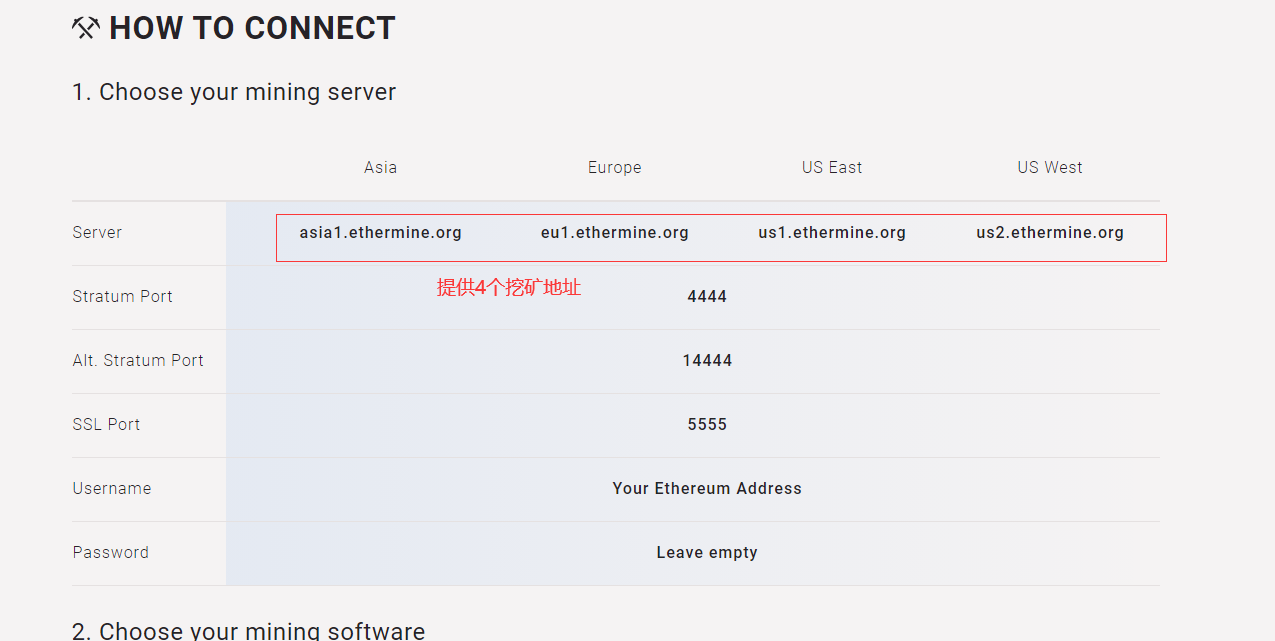 HOW TO CONNECT
1. Choose your mining server
Asia Europe US East US West
Server asia1.ethermine.org eu1.ethermine.org us1.ethermine.org us2.ethermine.org
提供4个挖矿地址
Stratum Port 4444
Alt. Stratum Port 14444
SSL Port 5555
Username Your Ethereum Address
Password Leave empty
2. Choose your mining software